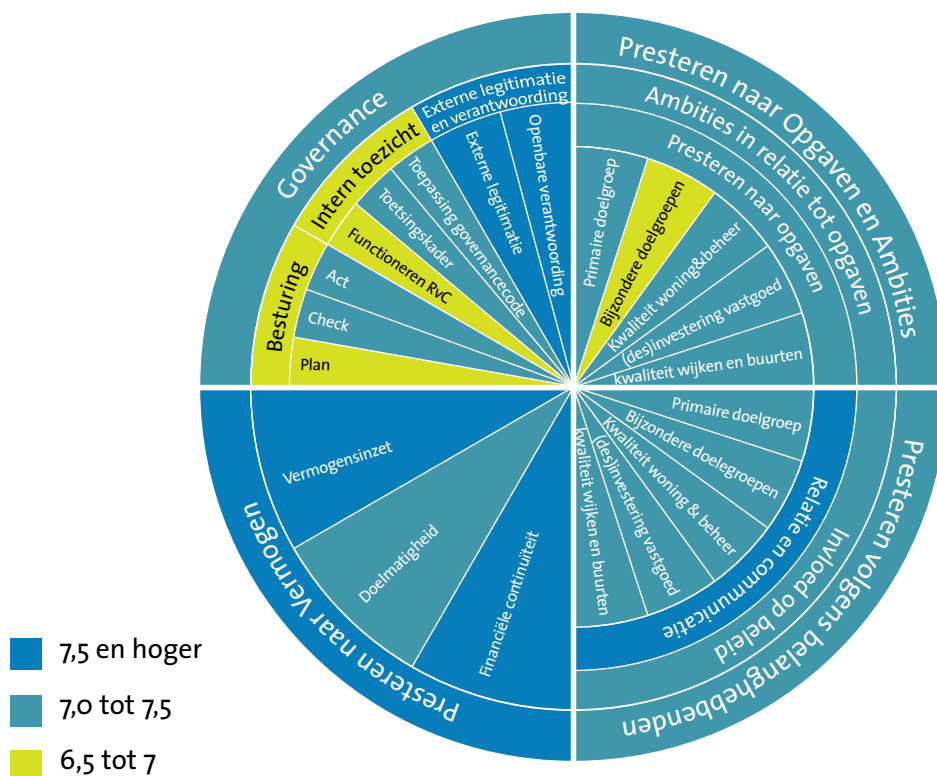 Governance
Externe legitimatie
en verantwoording
Intern toezicht
Besturing
Openbare verantwoording
Externe legitimatie
Toepassing governancecode
Toetsingskader
Functioneren RvC
Act
Check
Plan
Presteren naar Opgaven en Ambities
Ambities in relatie tot opgaven
Presteren naar opgaven
Primaire doelgroep
Bijzondere doelgroepen
Kwaliteit woning&beheer
(des)investering vastgoed
kwaliteit wijken en buurten
Presteren volgens belanghebbenden
Invloed op beleid
Relatie en communicatie
Primaire doelgroep
Bijzondere doelegroepen
Kwaliteit woning & beheer
(des)investering vastgoed
kwaliteit wijken en buurten
Presteren naar Vermogen
Vermogensinzet
Doelmatigheid
Financiële continuïteit
7,5 en hoger
7,0 tot 7,5
6,5 tot 7